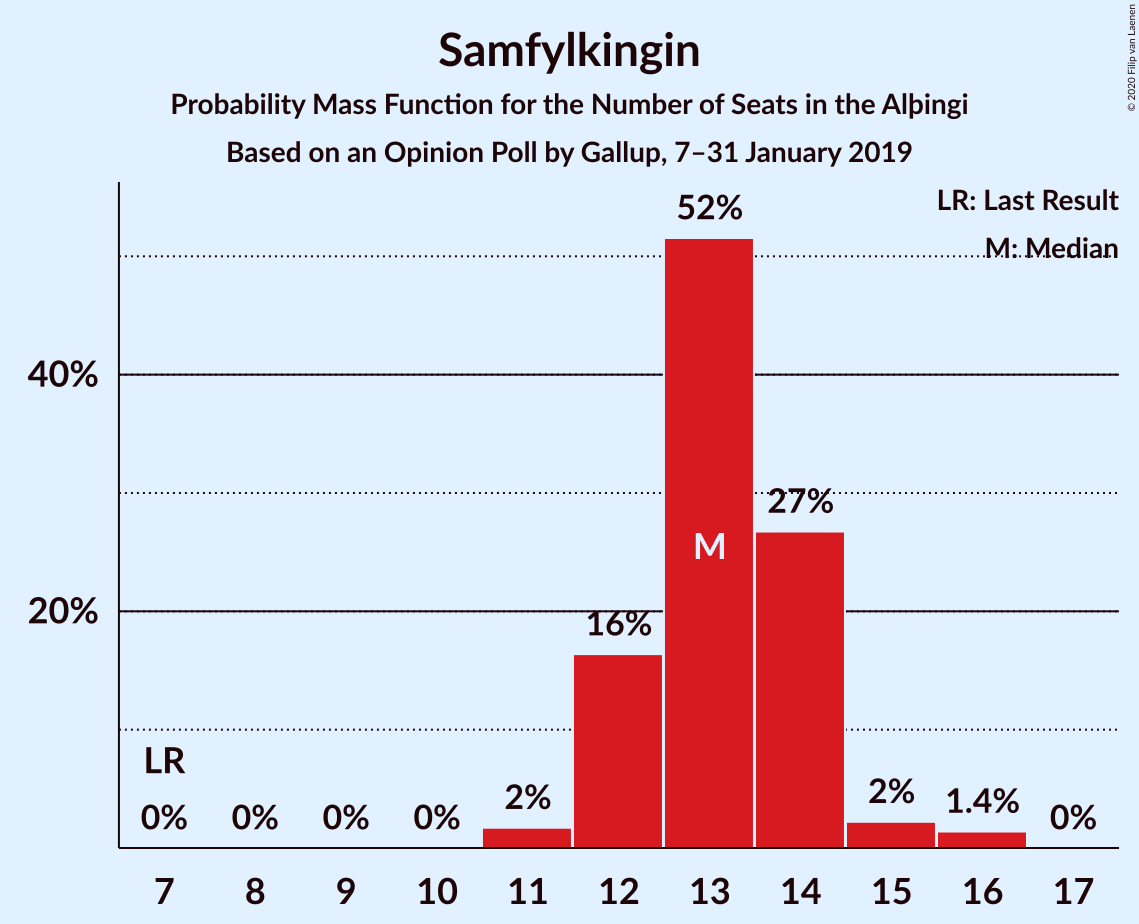 Samfylkingin
Probability Mass Function for the Number of Seats in the Alþingi
Based on an Opinion Poll by Gallup, 7–31 January 2019
© 2020 Filip van Laenen
LR: Last Result
M: Median
52%
40%
27%
M
20%
16%
LR
0%
0%
0%
0%
2%
2%
1.4%
0%
7 8 9 10 11 12 13 14 15 16 17